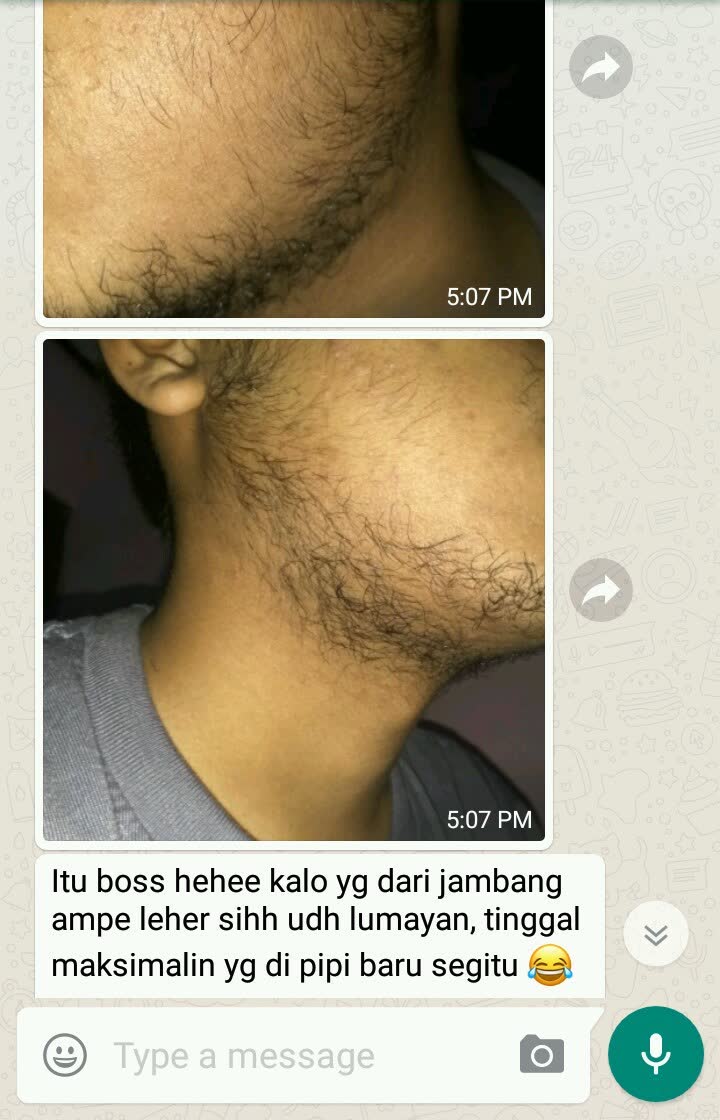 5:07 PM
5:07 PM
Itu boss hehee kalo yg dari jambang
ampe leher sihh udh lumayan, tinggal
maksimalin yg di pipi baru segitu 😂
Type a message